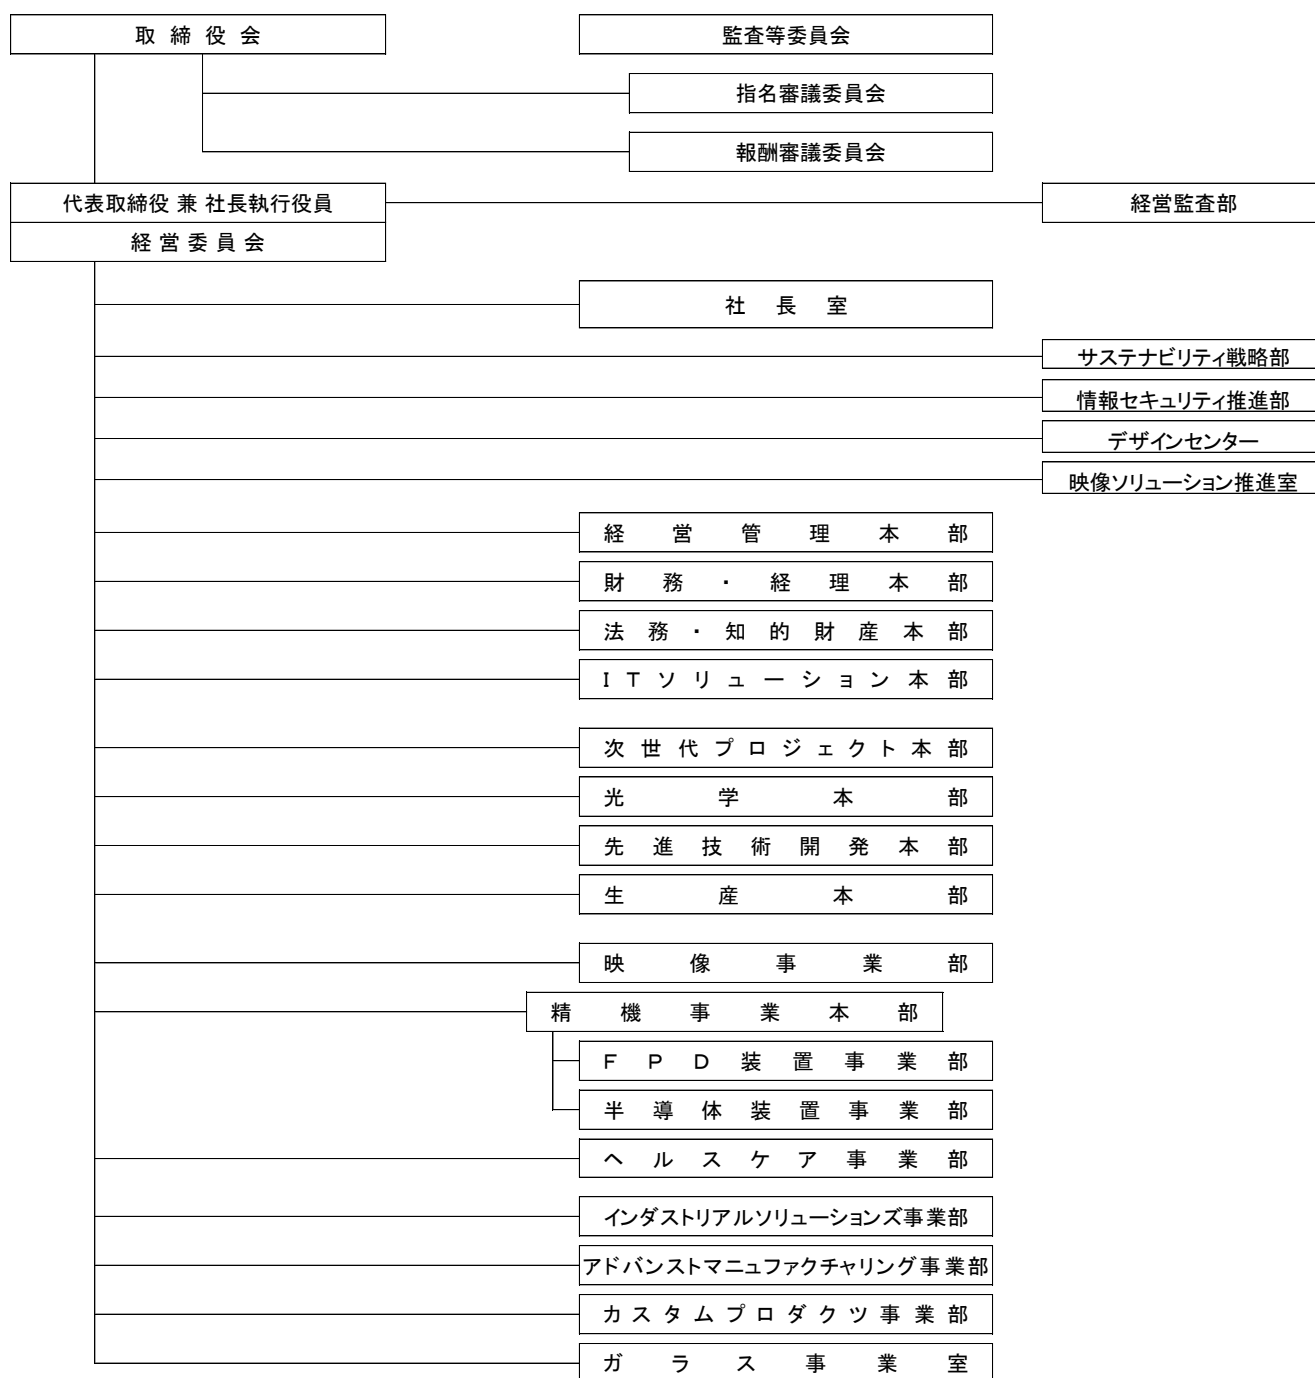 取締役会
監査等委員会
指名審議委員会
報酬審議委員会
代表取締役 兼 社長執行役員
経営監査部
経営委員会
社長室
サステナビリティ戦略部
情報セキュリティ推進部
デザインセンター
映像ソリューション推進室
経営管理本部
財務・経理本部
法務・知的財産本部
ITソリューション本部
次世代プロジェクト本部
光学本部
先進技術開発本部
生産本部
映像事業部
精機事業本部
FPD装置事業部
半導体装置事業部
ヘルスケア事業部
インダストリアルソリューションズ事業部
アドバンストマニュファクチャリング事業部
カスタムプロダクツ事業部
ガラス事業室